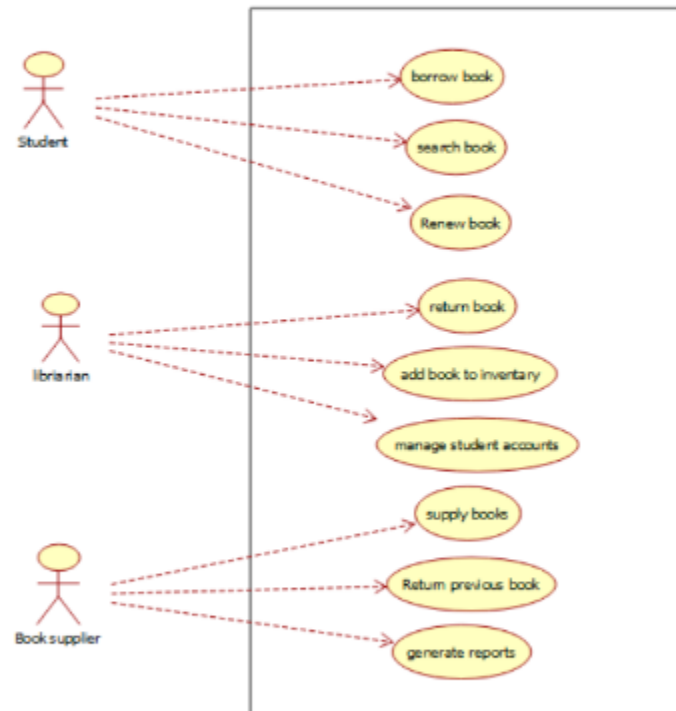 borrow book
Student
search book
Renew book
return book
libriarian
add book to inventary
manage student accounts
supply books
Return previous book
Book supplier
generate reports